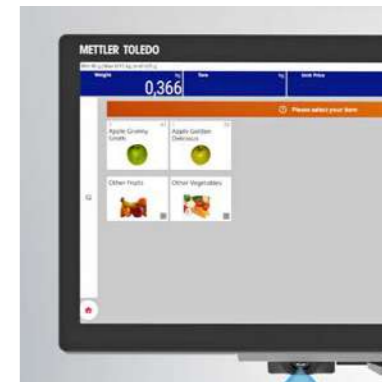 METTLER TOLEDO
Weight
kg
Tare
kg
Unit Price
0,366
Please select your item
Apple Granny
Smith
Apple Golden
Delicious
Other Fruits
Other Vegetables